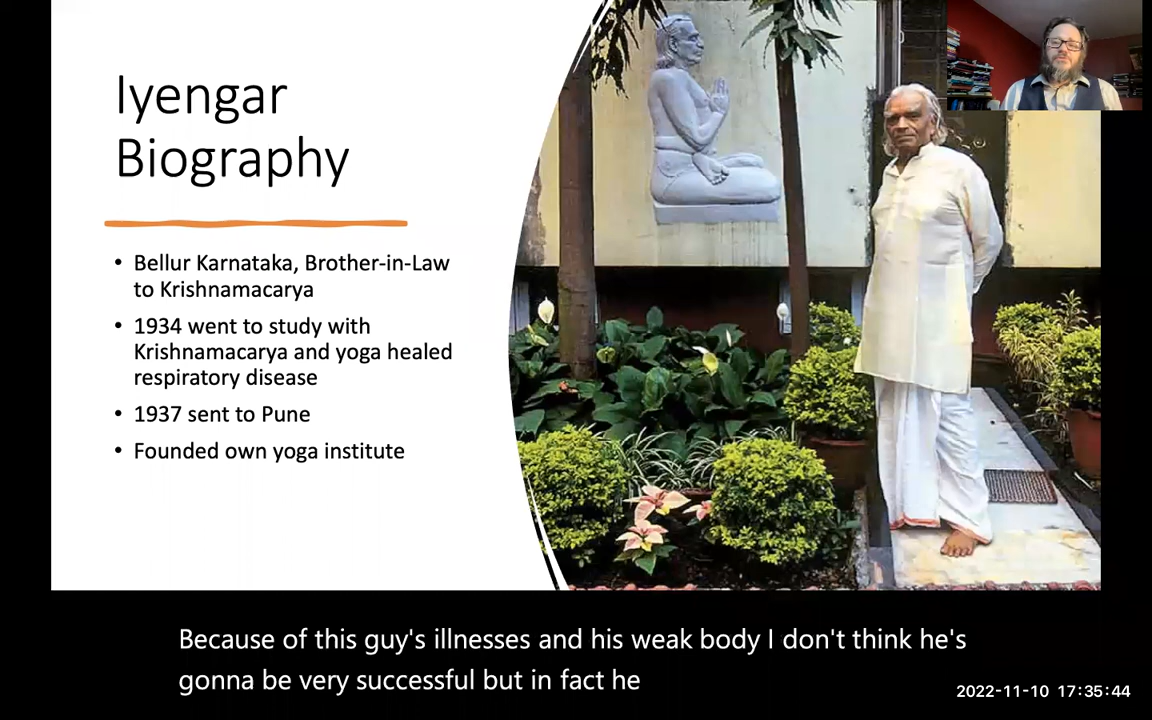 Iyengar
Biography
• Bellur Karnataka, Brother-in-Law
to Krishnamacarya
• 1934 went to study with
Krishnamacarya and yoga healed
respiratory disease
• 1937 sent to Pune
• Founded own yoga institute
Because of this guy's illnesses and his weak body I don't think he's
gonna be very successful but in fact he
2022-11-10 17:35:44